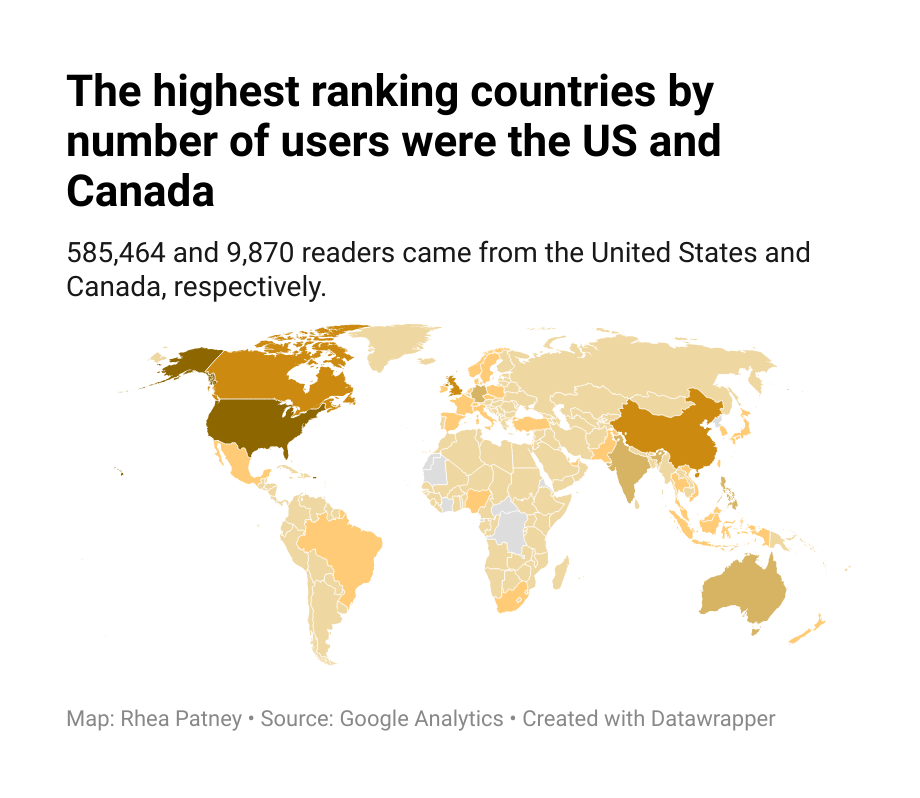 The highest ranking countries by
number of users were the US and
Canada
585,464 and 9,870 readers came from the United States and
Canada, respectively.
Map: Rhea Patney • Source: Google Analytics • Created with Datawrapper